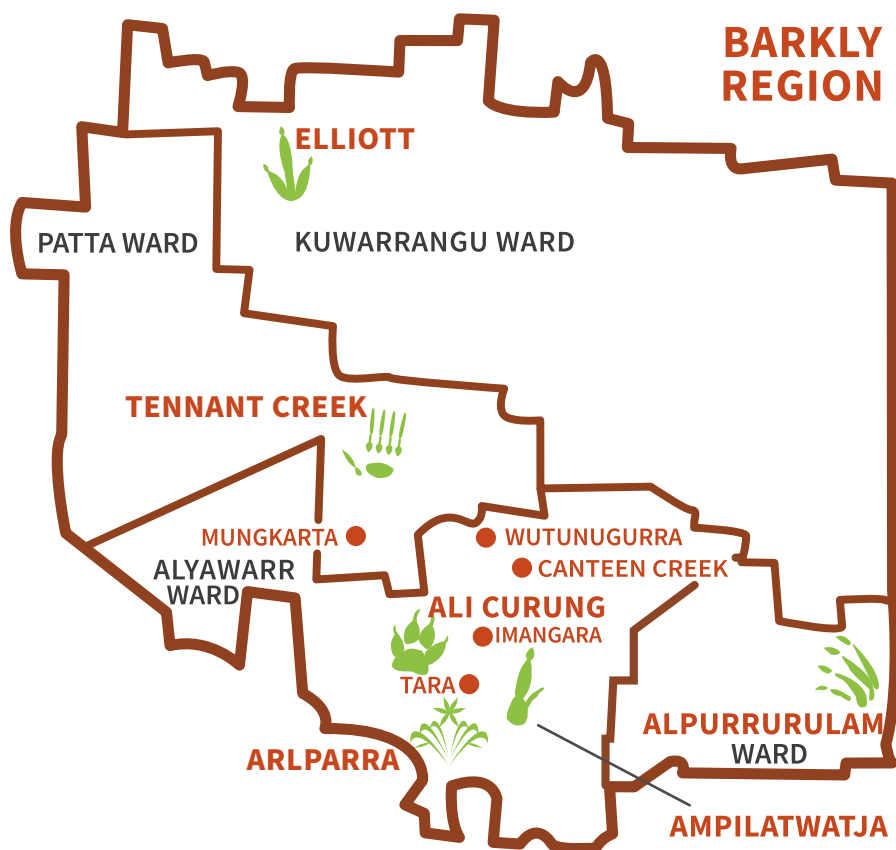 BARKLY
REGION
ELLIOTT
PATTA WARD
KUWARRANGU WARD
TENNANT CREEK
MUNGKARTA
WUTUNUGURRA
ALYAWARR
WARD
CANTEEN CREEK
ALI CURUNG
IMANGARA
TARA
ALPURRURULAM
WARD
ARLPARRA
AMPILATWATJA